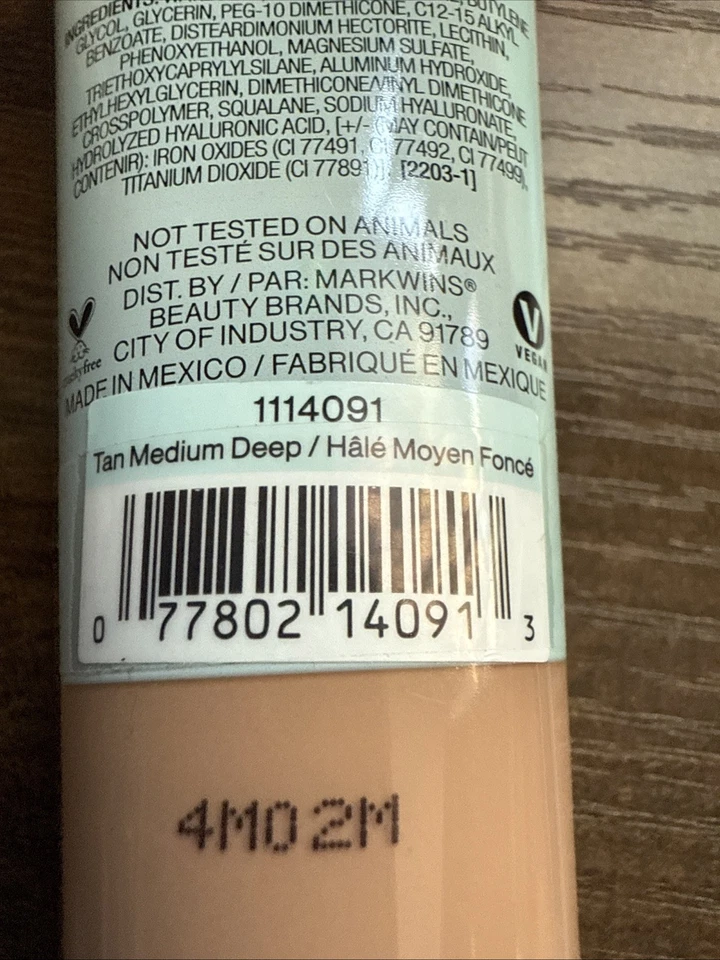 INGREDIENTS: BUTYLENE
GLYCOL, GLYCERIN, PEG-10 DIMETHICONE, C12-15 ALKYL
BENZOATE, DISTEARDIMONIUM HECTORITE, LECITHIN,
PHENOXYETHANOL, MAGNESIUM SULFATE,
TRIETHOXYCAPRYLYLSILANE, ALUMINUM HYDROXIDE,
ETHYLHEXYLGLYCERIN, DIMETHICONE/VINYL DIMETHICONE
CROSSPOLYMER, SQUALANE, SODIUM HYALURONATE,
HYDROLYZED HYALURONIC ACID, [+/- (MAY CONTAIN/PEUT
CONTENIR): IRON OXIDES (CI 77491, CI 77492, CI 77499),
TITANIUM DIOXIDE (CI 77891)]. [2203-1]
NOT TESTED ON ANIMALS
NON TESTÉ SUR DES ANIMAUX
DIST. BY / PAR: MARKWINS®
BEAUTY BRANDS, INC.,
CITY OF INDUSTRY, CA 91789
crueltyfree
V
VEGAN
MADE IN MEXICO / FABRIQUÉ EN MEXIQUE
1114091
Tan Medium Deep / Hâlé Moyen Foncé
0 77802 14091 3
4M02M